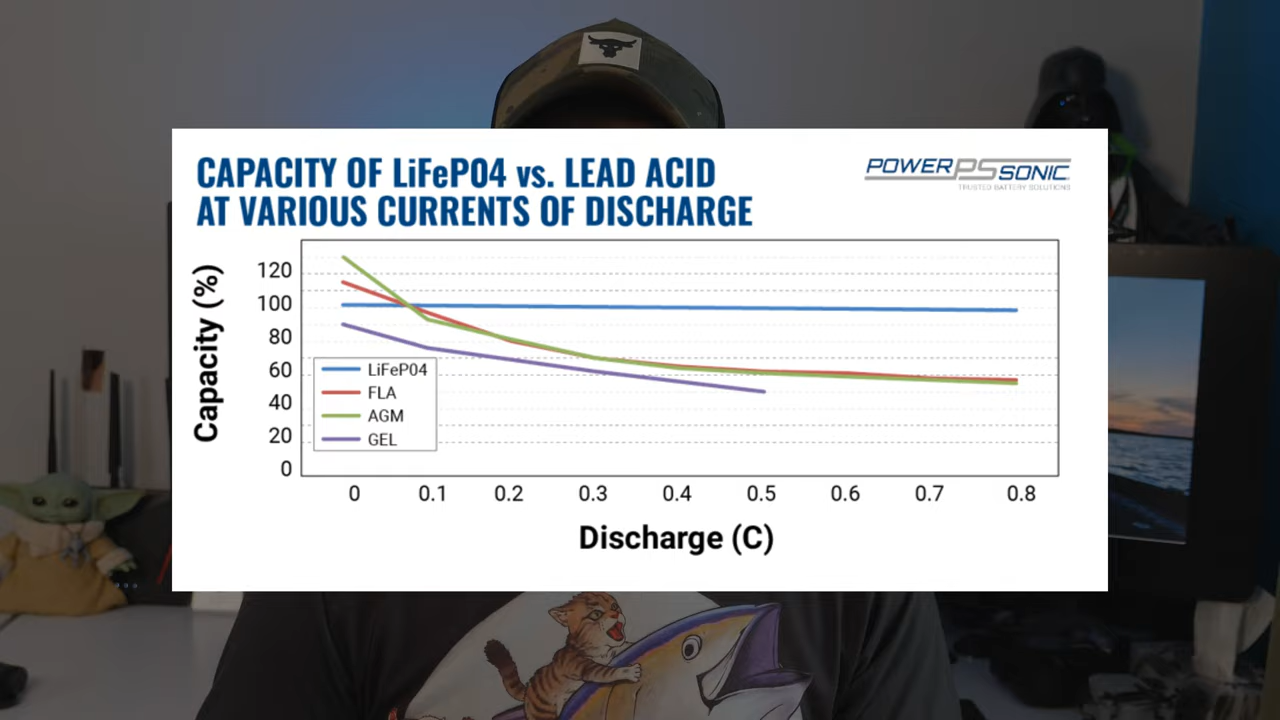 CAPACITY OF LiFePO4 vs. LEAD ACID
AT VARIOUS CURRENTS OF DISCHARGE
POWER PS SONIC
TRUSTED BATTERY SOLUTIONS
Capacity (%)
120
100
80
60
40
20
0
LiFePO4
FLA
AGM
GEL
0 0.1 0.2 0.3 0.4 0.5 0.6 0.7 0.8
Discharge (C)